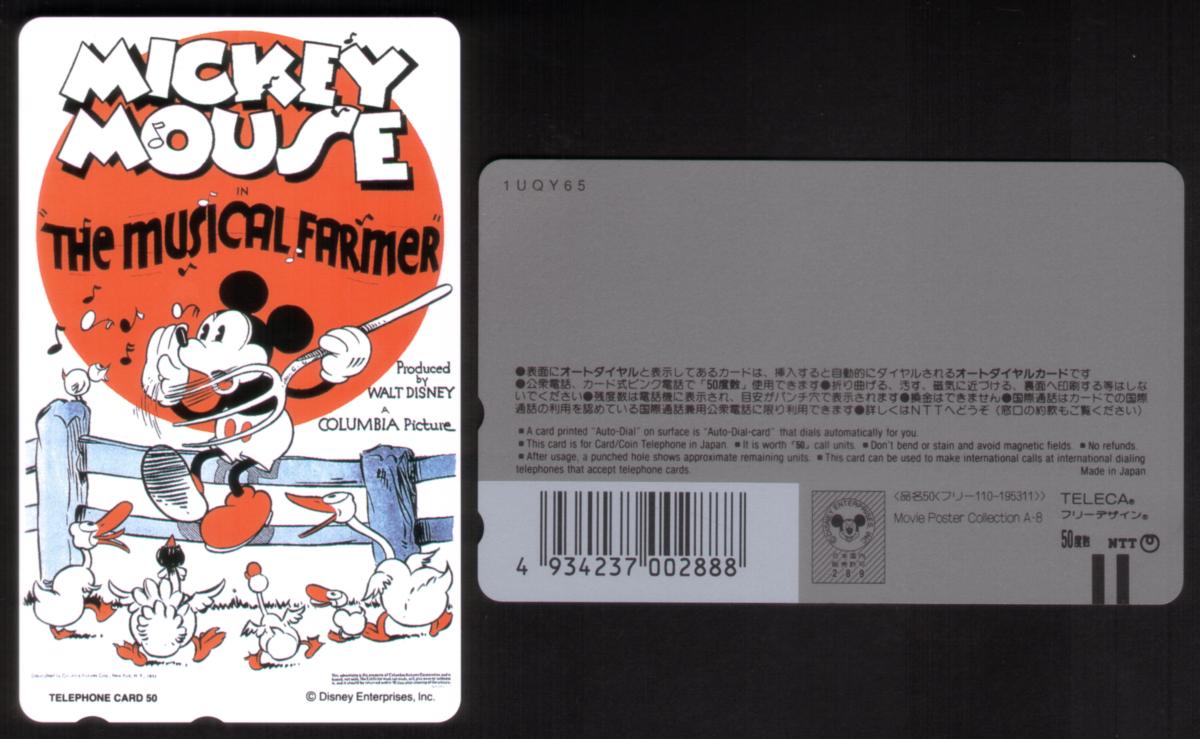 MICKEY
MOUSE
IN
"THE MUSICAL FARMER"
Produced
by
WALT DISNEY
A
COLUMBIA Picture
TELEPHONE CARD 50
© Disney Enterprises, Inc.
1UQY65
●表面にオートダイヤルと表示してあるカードは、挿入すると自動的にダイヤルされるオートダイヤルカードです
●公衆電話、カード式ピンク電話で「50度数」使用できます●折り曲げる、汚す、磁気に近づける、裏面へ印刷する等はしな
いでください●残度数は電話機に表示され、目安がパンチ穴で表示されます●換金はできません●国際通話はカードでの国際
通話の利用を認めている国際通話兼用公衆電話に限り利用できます●詳しくはNTTへどうぞ（窓口の約款もご覧ください）
■ A card printed "Auto-Dial" on surface is "Auto-Dial-card" that dials automatically for you.
■ This card is for Card/Coin Telephone in Japan. ■ It is worth「50」call units. ■ Don't bend or stain and avoid magnetic fields. ■ No refunds.
■ After usage, a punched hole shows approximate remaining units. ■ This card can be used to make international calls at international dialing
telephones that accept telephone cards.
Made in Japan
4 934237 002888
DISNEY ENTERPRISES, INC.
日本国内
販売許可
289
〈品名50〈フリー110-195311〉〉
Movie Poster Collection A-8
TELECA®
フリーデザイン®
50度数 NTT